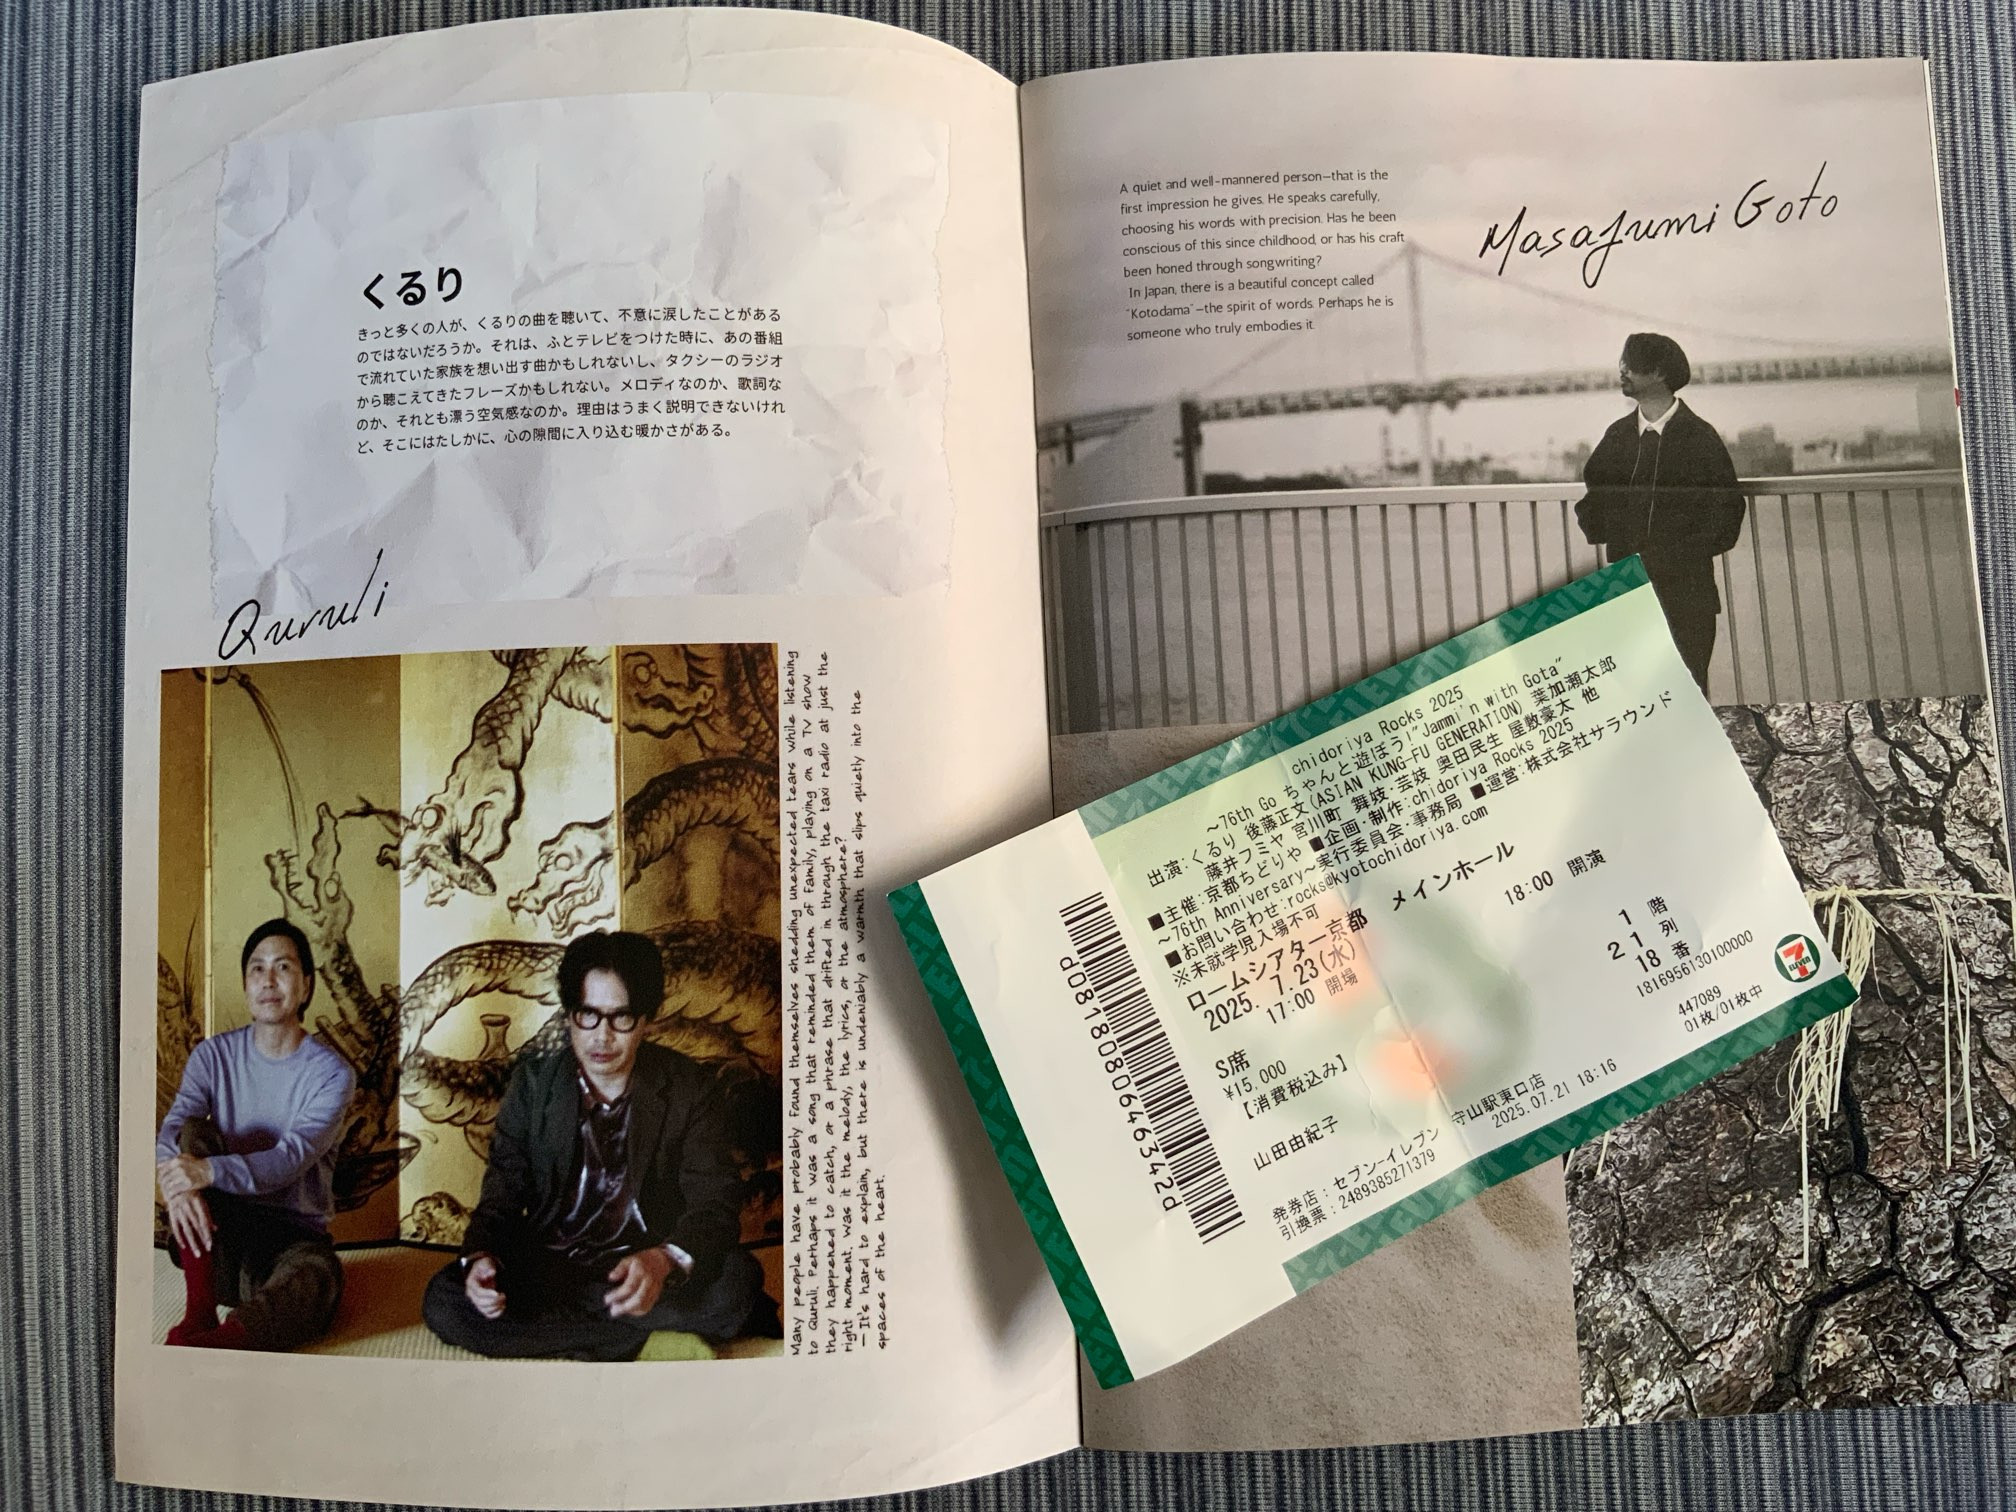 くるり
きっと多くの人が、くるりの曲を聴いて、不意に涙したことがある
のではないだろうか。それは、ふとテレビをつけた時に、あの番組
で流れていた家族を想い出す曲かもしれないし、タクシーのラジオ
から聴こえてきたフレーズかもしれない。メロディなのか、歌詞な
のか、それとも漂う空気感なのか。理由はうまく説明できないけれ
ど、そこにはたしかに、心の隙間に入り込む暖かさがある。
Quruli
Many people have probably found themselves shedding unexpected tears while listening
to Quruli. Perhaps it was a song that reminded them of family, playing on a TV show
they happened to catch, or a phrase that drifted in through the taxi radio at just the
right moment. Was it the melody, the lyrics, or the atmosphere?
—It's hard to explain, but there is undeniably a warmth that slips quietly into the
spaces of the heart.
A quiet and well-mannered person—that is the
first impression he gives. He speaks carefully,
choosing his words with precision. Has he been
conscious of this since childhood, or has his craft
been honed through songwriting?
In Japan, there is a beautiful concept called
"Kotodama"—the spirit of words. Perhaps he is
someone who truly embodies it.
Masafumi Goto
chidoriya Rocks 2025
～76th Go ちゃんと遊ぼう!"Jammi'n with Gota"
出演:くるり 後藤正文(ASIAN KUNG-FU GENERATION) 葉加瀬太郎
藤井フミヤ 宮川町 舞妓・芸妓 奥田民生 屋敷豪太 他
■主催:京都ちどりや ■企画・制作:chidoriya Rocks 2025
～76th Anniversary～実行委員会・事務局 ■運営:株式会社サラウンド
■お問い合わせ:rocks@kyotochidoriya.com
※未就学児入場不可
ロームシアター京都 メインホール
2025. 7.23(水)
17:00 開場 18:00 開演
1 階
21 列
18 番
S席
¥15,000
【消費税込み】
181695613010000​0
447089
01枚/01枚中
山田由紀子
発券店:セブン-イレブン 守山駅東口店
引換票:2489385271379 2025.07.21 18:16
d0818080646342d
7
ELEVEN